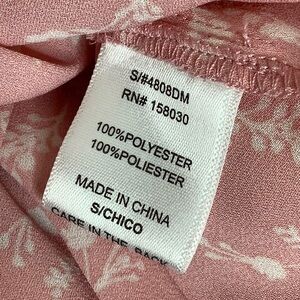 S/#4808DM
RN# 158030
100%POLYESTER
100%POLIESTER
MADE IN CHINA
S/CHICO
CARE IN THE BACK